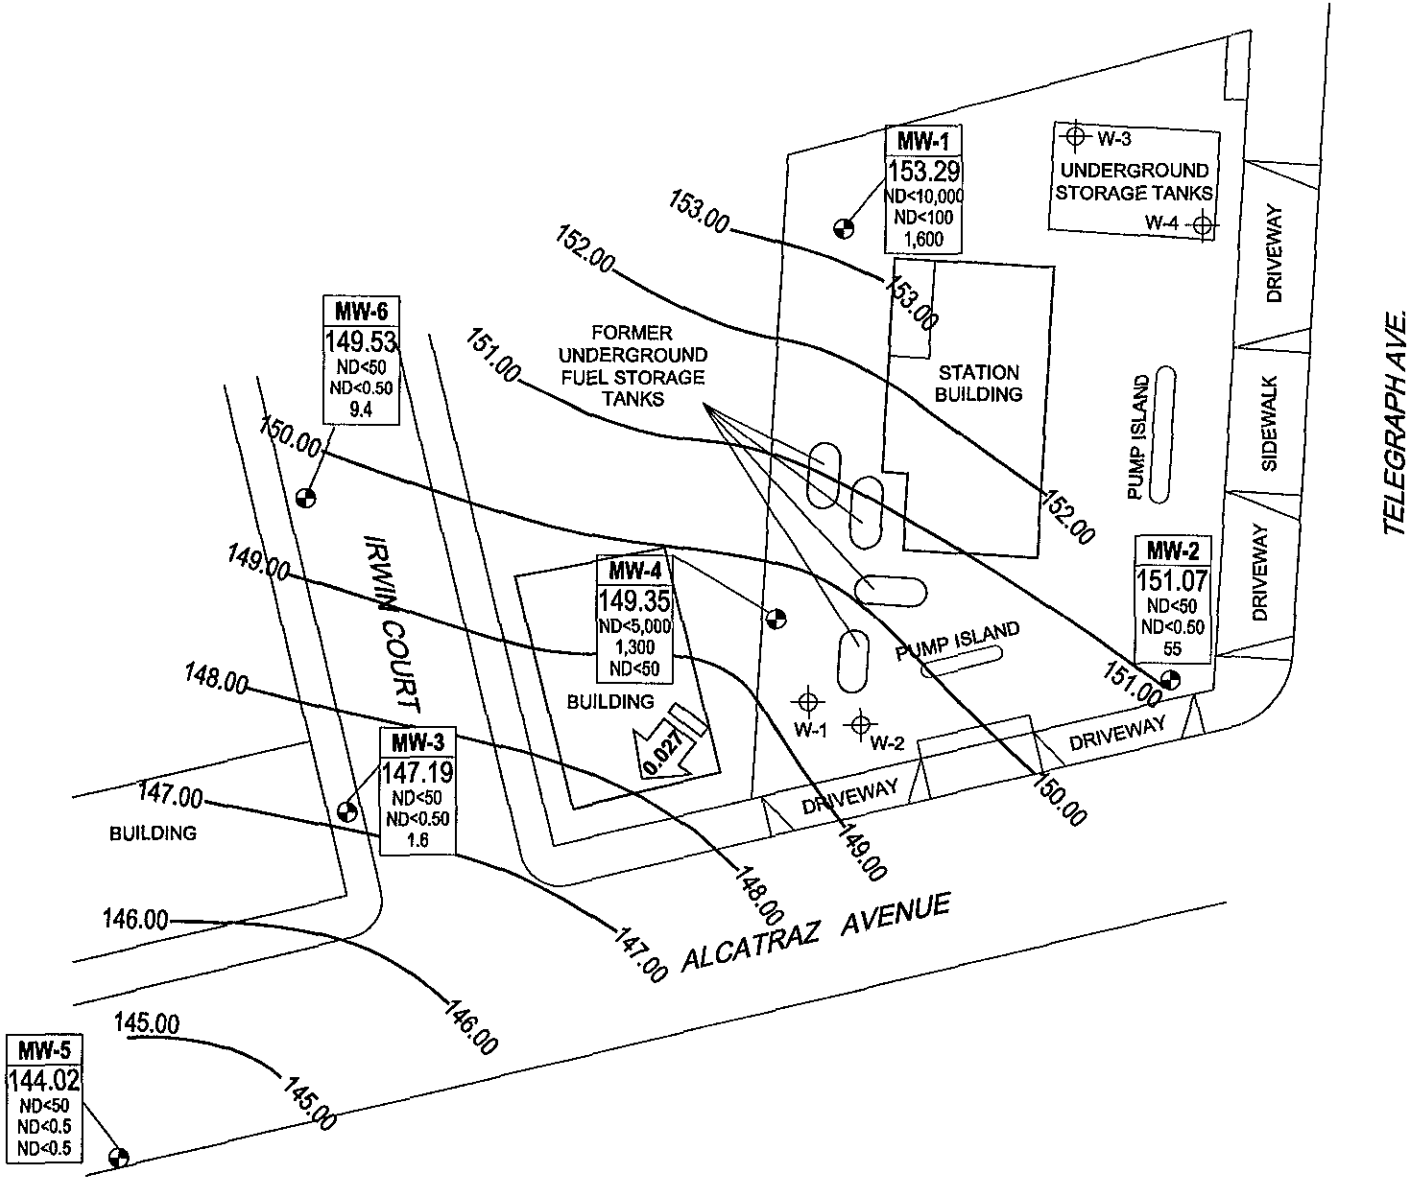 MW-1
153.29
ND<10,000
ND<100
1,600
W-3
UNDERGROUND
STORAGE TANKS
W-4
DRIVEWAY
153.00
153.00
152.00
152.00
MW-6
149.53
ND<50
ND<0.50
9.4
FORMER
UNDERGROUND
FUEL STORAGE
TANKS
151.00
STATION
BUILDING
PUMP ISLAND
SIDEWALK
TELEGRAPH AVE.
150.00
MW-2
151.07
ND<50
ND<0.50
55
DRIVEWAY
151.00
149.00
IRWIN COURT
MW-4
149.35
ND<5,000
1,300
ND<50
PUMP ISLAND
BUILDING
0.027
W-1
W-2
DRIVEWAY
DRIVEWAY
150.00
149.00
148.00
148.00
MW-3
147.19
ND<50
ND<0.50
1.6
147.00
147.00
BUILDING
ALCATRAZ AVENUE
146.00
146.00
145.00
145.00
MW-5
144.02
ND<50
ND<0.5
ND<0.5